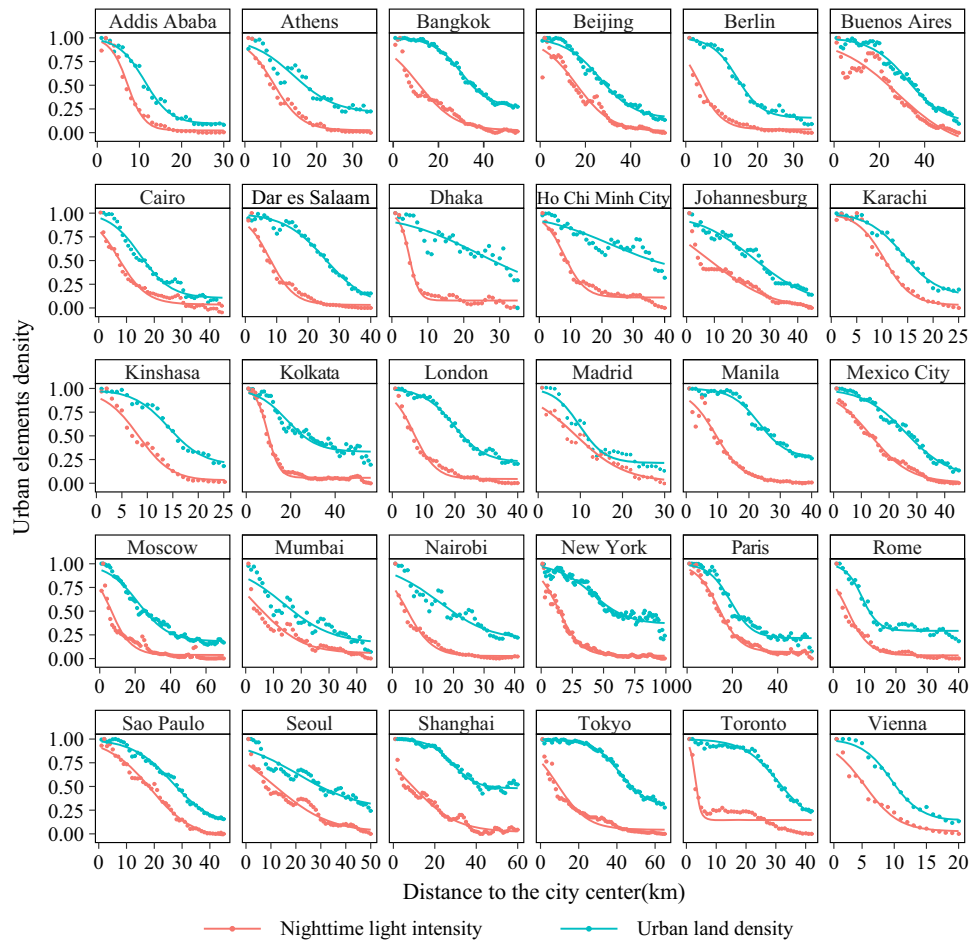 Addis Ababa Athens Bangkok Beijing Berlin Buenos Aires
1.00
0.75
0.50
0.25
0.00
0 10 20 30 0 10 20 30 0 20 40 0 20 40 0 10 20 30 0 20 40
Cairo Dar es Salaam Dhaka Ho Chi Minh City Johannesburg Karachi
1.00
0.75
0.50
0.25
0.00
0 10 20 30 40 0 10 20 30 40 0 10 20 30 0 10 20 30 40 0 10 20 30 40 0 5 10 15 20 25
Kinshasa Kolkata London Madrid Manila Mexico City
1.00
0.75
0.50
0.25
0.00
0 5 10 15 20 25 0 20 40 0 10 20 30 40 0 10 20 30 0 10 20 30 40 0 10 20 30 40
Moscow Mumbai Nairobi New York Paris Rome
1.00
0.75
0.50
0.25
0.00
0 20 40 60 0 10 20 30 40 0 10 20 30 40 0 25 50 75 100 0 20 40 0 10 20 30 40
Sao Paulo Seoul Shanghai Tokyo Toronto Vienna
1.00
0.75
0.50
0.25
0.00
0 10 20 30 40 0 10 20 30 40 50 0 20 40 60 0 20 40 60 0 10 20 30 40 0 5 10 15 20
Urban elements density
Distance to the city center(km)
Nighttime light intensity Urban land density